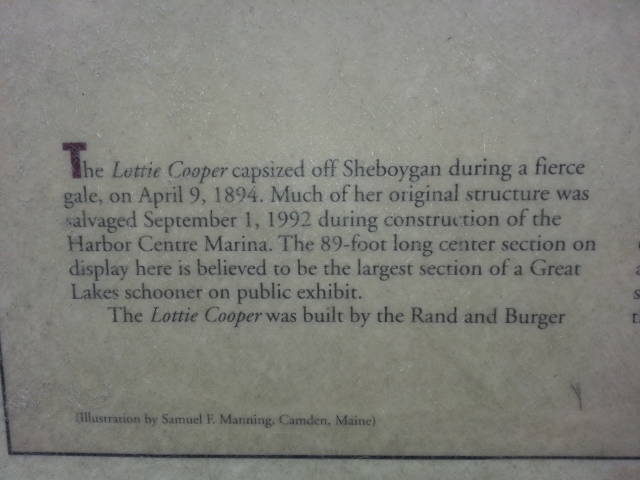 The Lottie Cooper capsized off Sheboygan during a fierce
gale, on April 9, 1894. Much of her original structure was
salvaged September 1, 1992 during construction of the
Harbor Centre Marina. The 89-foot long center section on
display here is believed to be the largest section of a Great
Lakes schooner on public exhibit.
The Lottie Cooper was built by the Rand and Burger
(Illustration by Samuel F. Manning, Camden, Maine)